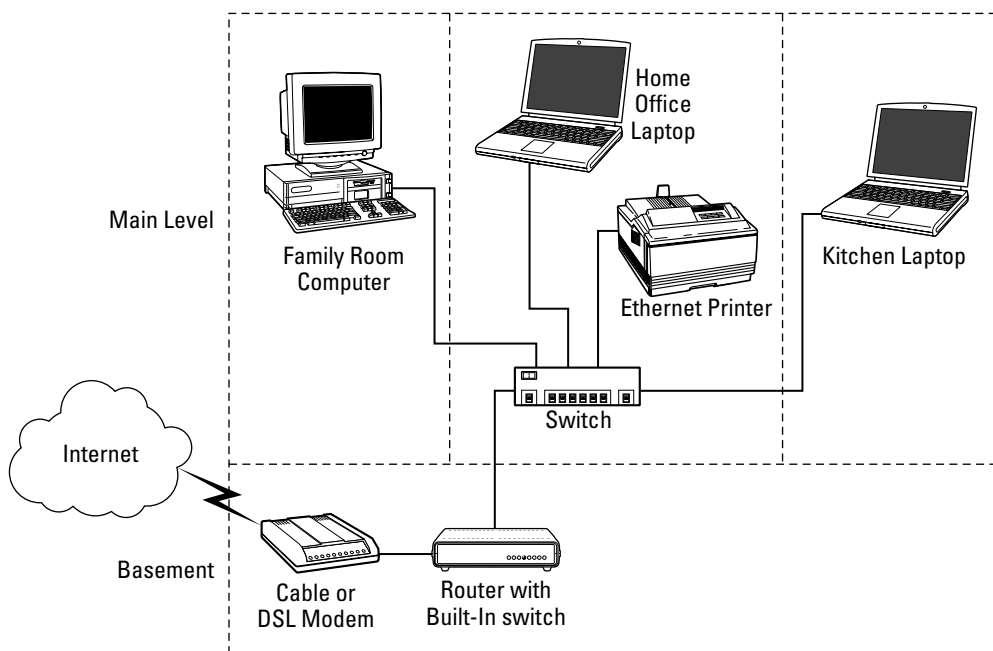 Home
Office
Laptop
Main Level
Family Room
Computer
Ethernet Printer
Kitchen Laptop
Switch
Internet
Basement
Cable or
DSL Modem
Router with
Built-In switch